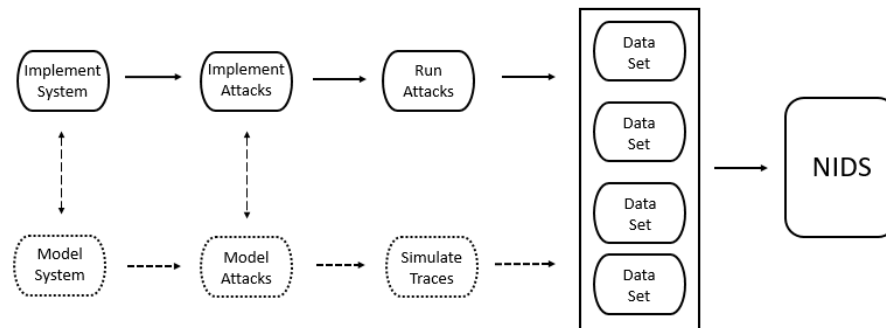 Implement
System
Implement
Attacks
Run
Attacks
Data
Set
Data
Set
Data
Set
Data
Set
NIDS
Model
System
Model
Attacks
Simulate
Traces